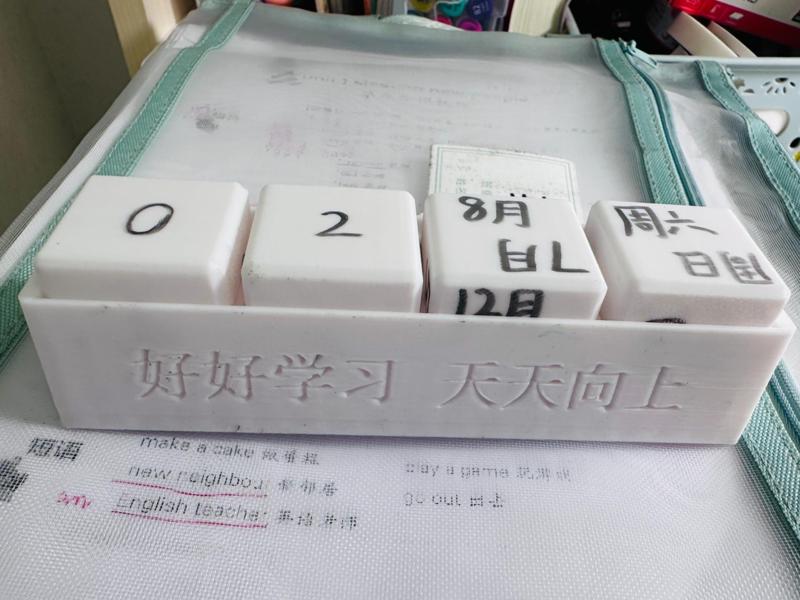 0
2
8月
7月
12月
周六
周日
好好学习 天天向上
短语
make a cake 做蛋糕
play a game 玩游戏
new neighbour 新邻居
go out 出去
English teacher 英语老师